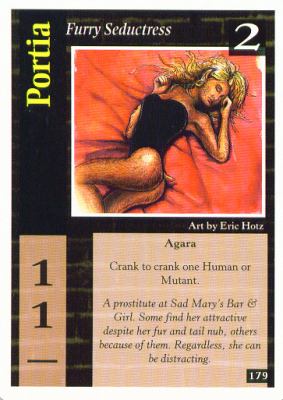 Portia
Furry Seductress
2
Art by Eric Hotz
1
1
—
Agara
Crank to crank one Human or
Mutant.
A prostitute at Sad Mary's Bar &
Girl. Some find her attractive
despite her fur and tail nub, others
because of them. Regardless, she can
be distracting.
179